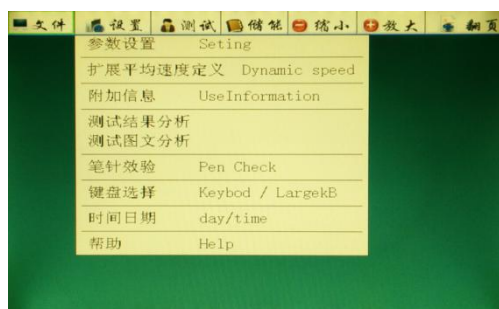 文件 设置 测试 储能 缩小 放大 翻页
参数设置 Seting
扩展平均速度定义 Dynamic speed
附加信息 UseInformation
测试结果分析
测试图文分析
笔针效验 Pen Check
键盘选择 Keybod / LargekB
时间日期 day/time
帮助 Help